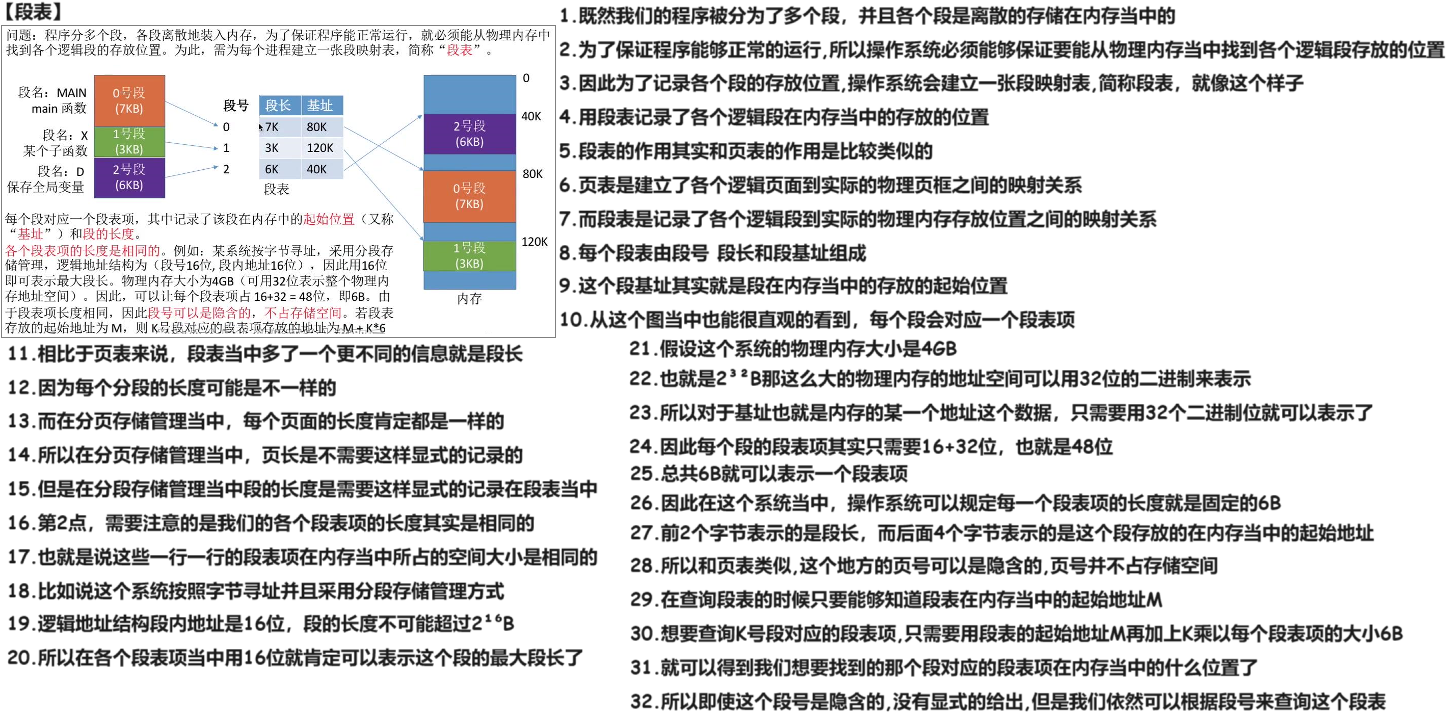 【段表】
问题：程序分多个段，各段离散地装入内存，为了保证程序能正常运行，就必须能从物理内存中
找到各个逻辑段的存放位置。为此，需为每个进程建立一张段映射表，简称“段表”。
段名：MAIN
main 函数
0号段
(7KB)
段名：X
某个子函数
1号段
(3KB)
段名：D
保存全局变量
2号段
(6KB)
段号 段长 基址
0 7K 80K
1 3K 120K
2 6K 40K
段表
0
40K
2号段
(6KB)
80K
0号段
(7KB)
120K
1号段
(3KB)
内存
每个段对应一个段表项，其中记录了该段在内存中的起始位置（又称
“基址”）和段的长度。
各个段表项的长度是相同的。例如：某系统按字节寻址，采用分段存
储管理，逻辑地址结构为（段号16位, 段内地址16位），因此用16位
即可表示最大段长。物理内存大小为4GB（可用32位表示整个物理内
存地址空间）。因此，可以让每个段表项占 16+32 = 48位，即6B。由
于段表项长度相同，因此段号可以是隐含的，不占存储空间。若段表
存放的起始地址为 M，则 K号段对应的段表项存放的地址为 M + K*6
1.既然我们的程序被分为了多个段，并且各个段是离散的存储在内存当中的
2.为了保证程序能够正常的运行,所以操作系统必须能够保证要能从物理内存当中找到各个逻辑段存放的位置
3.因此为了记录各个段的存放位置,操作系统会建立一张段映射表,简称段表，就像这个样子
4.用段表记录了各个逻辑段在内存当中的存放的位置
5.段表的作用其实和页表的作用是比较类似的
6.页表是建立了各个逻辑页面到实际的物理页框之间的映射关系
7.而段表是记录了各个逻辑段到实际的物理内存存放位置之间的映射关系
8.每个段表由段号 段长和段基址组成
9.这个段基址其实就是段在内存当中的存放的起始位置
10.从这个图当中也能很直观的看到，每个段会对应一个段表项
11.相比于页表来说，段表当中多了一个更不同的信息就是段长
12.因为每个分段的长度可能是不一样的
13.而在分页存储管理当中，每个页面的长度肯定都是一样的
14.所以在分页存储管理当中，页长是不需要这样显式的记录的
15.但是在分段存储管理当中段的长度是需要这样显式的记录在段表当中
16.第2点，需要注意的是我们的各个段表项的长度其实是相同的
17.也就是说这些一行一行的段表项在内存当中所占的空间大小是相同的
18.比如说这个系统按照字节寻址并且采用分段存储管理方式
19.逻辑地址结构段内地址是16位，段的长度不可能超过2¹⁶B
20.所以在各个段表项当中用16位就肯定可以表示这个段的最大段长了
21.假设这个系统的物理内存大小是4GB
22.也就是2³²B那这么大的物理内存的地址空间可以用32位的二进制来表示
23.所以对于基址也就是内存的某一个地址这个数据，只需要用32个二进制位就可以表示了
24.因此每个段的段表项其实只需要16+32位，也就是48位
25.总共6B就可以表示一个段表项
26.因此在这个系统当中，操作系统可以规定每一个段表项的长度就是固定的6B
27.前2个字节表示的是段长，而后面4个字节表示的是这个段存放的在内存当中的起始地址
28.所以和页表类似,这个地方的页号可以是隐含的,页号并不占存储空间
29.在查询段表的时候只要能够知道段表在内存当中的起始地址M
30.想要查询K号段对应的段表项,只需要用段表的起始地址M再加上K乘以每个段表项的大小6B
31.就可以得到我们想要找到的那个段对应的段表项在内存当中的什么位置了
32.所以即使这个段号是隐含的,没有显式的给出,但是我们依然可以根据段号来查询这个段表